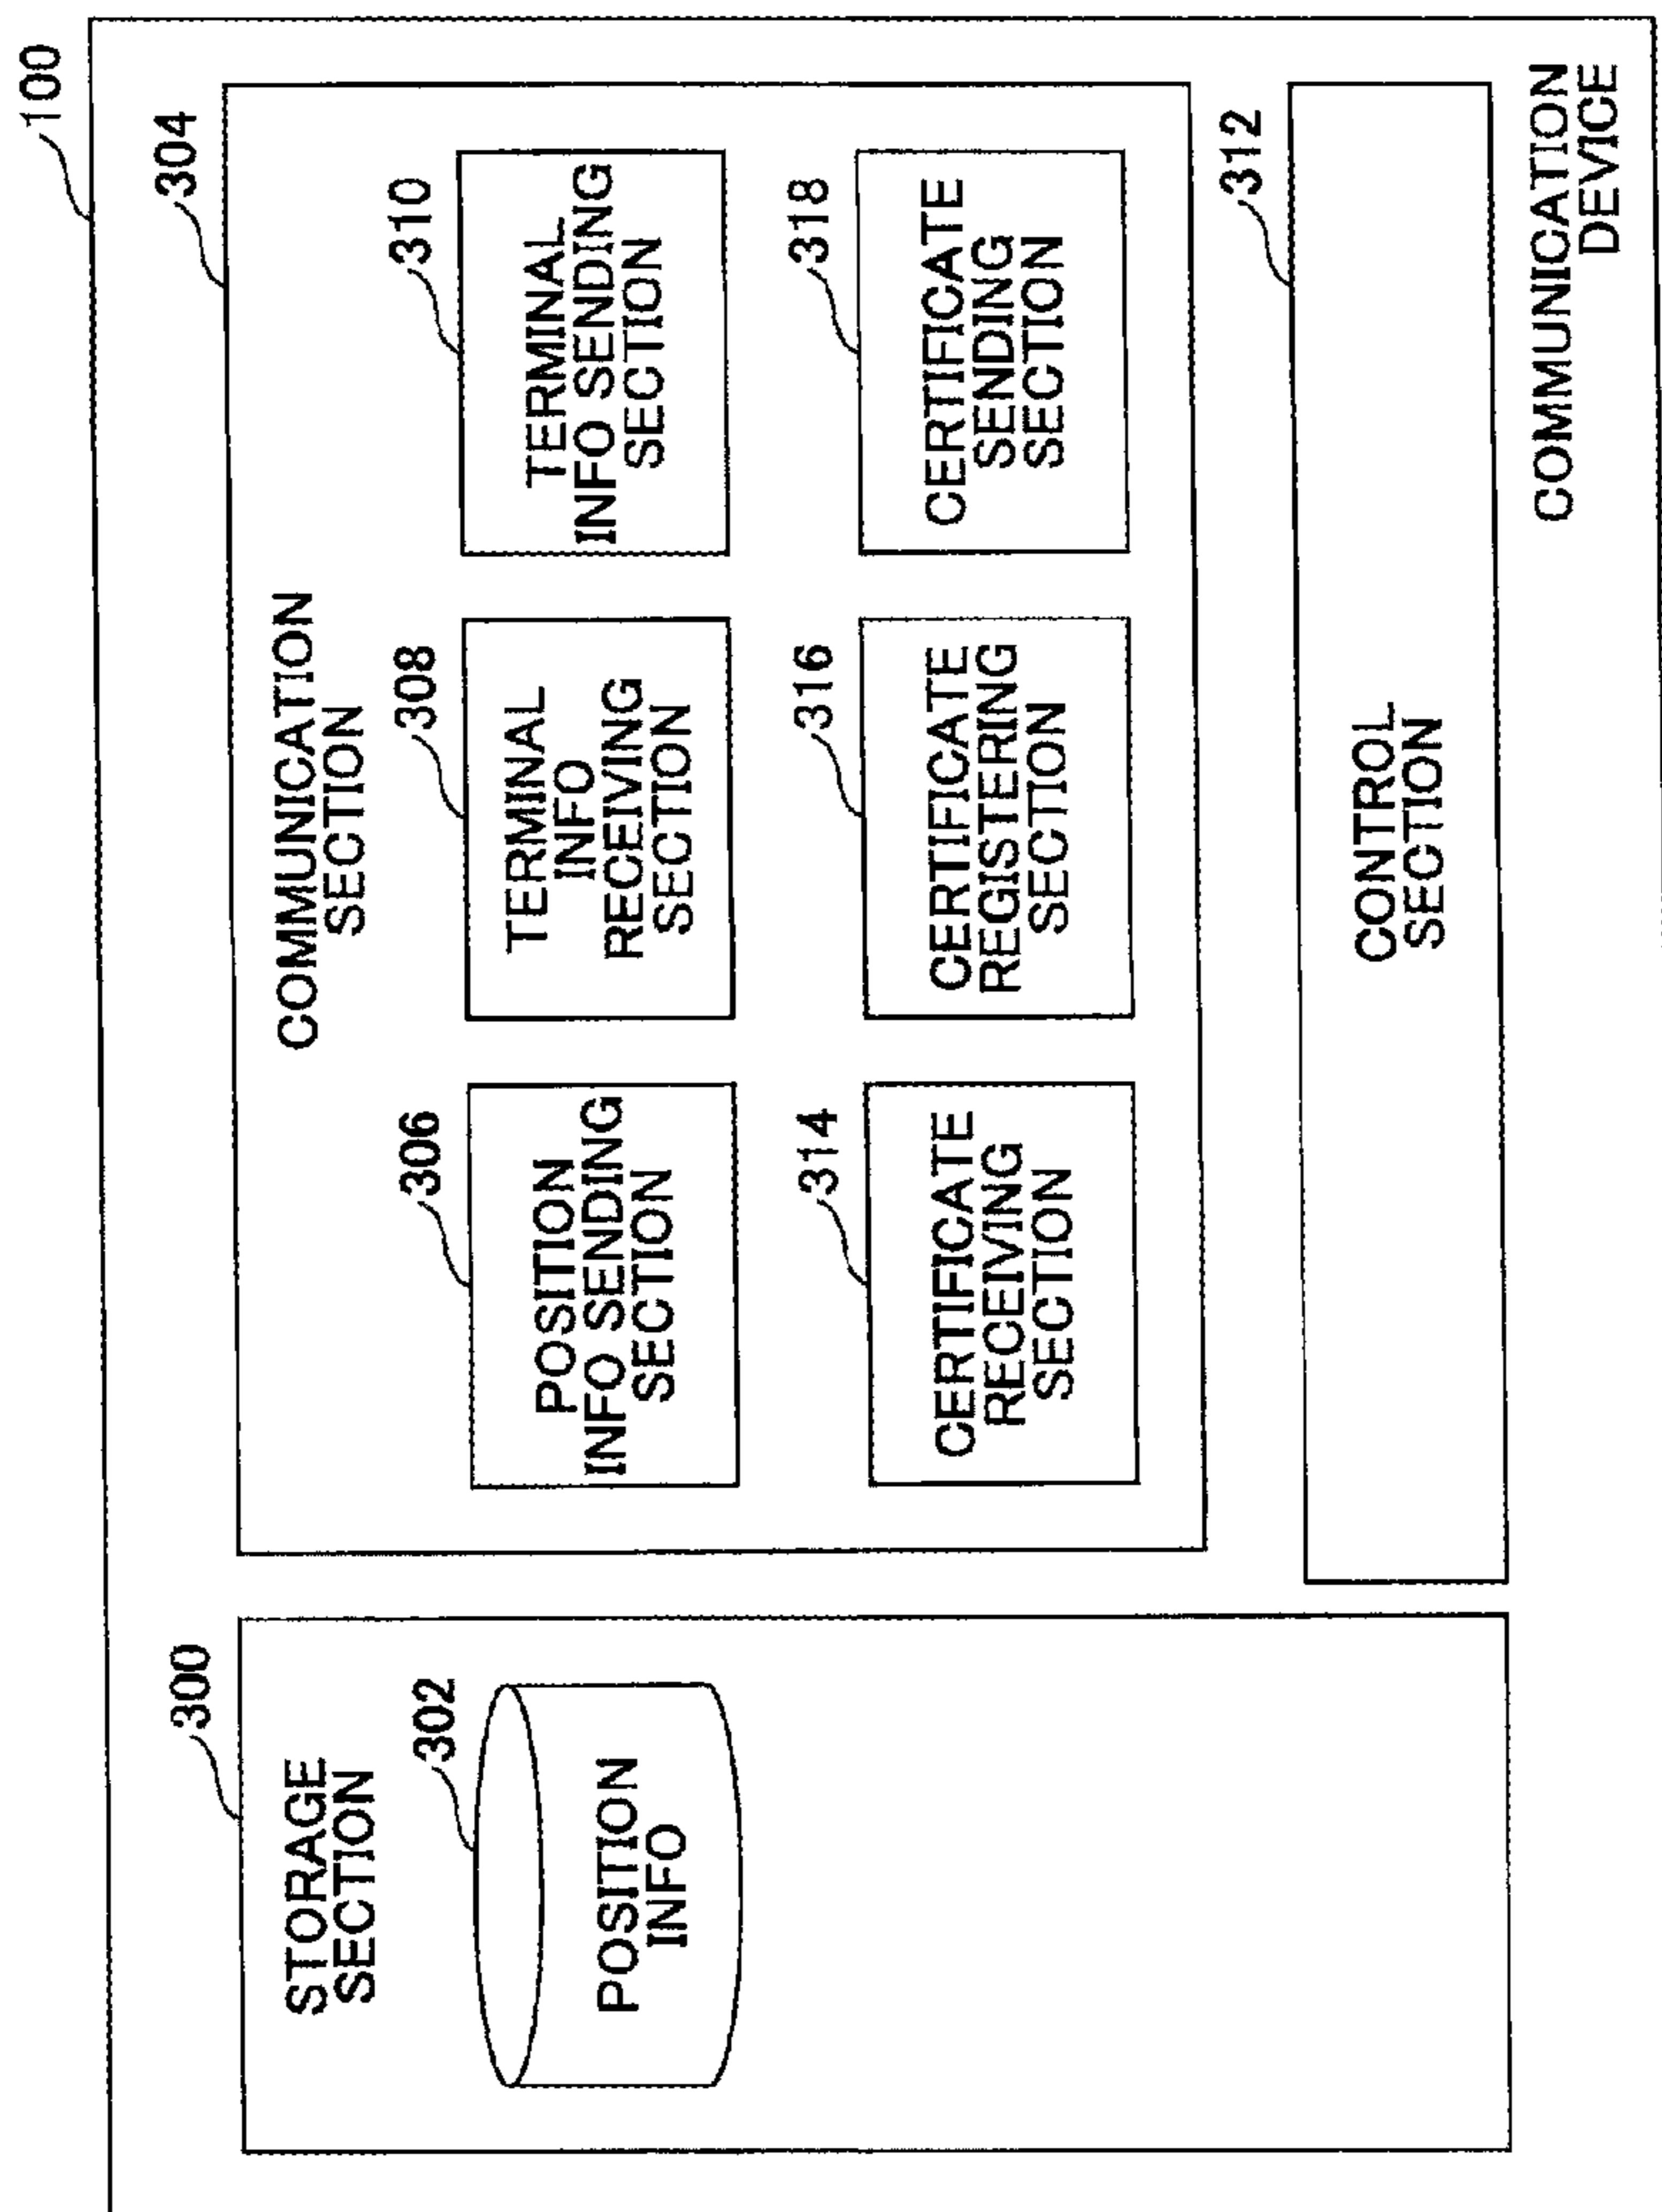 100
300
STORAGE
SECTION
302
POSITION
INFO
304
COMMUNICATION
SECTION
306
POSITION
INFO SENDING
SECTION
308
TERMINAL
INFO
RECEIVING
SECTION
310
TERMINAL
INFO SENDING
SECTION
314
CERTIFICATE
RECEIVING
SECTION
316
CERTIFICATE
REGISTERING
SECTION
318
CERTIFICATE
SENDING
SECTION
312
CONTROL
SECTION
COMMUNICATION
DEVICE